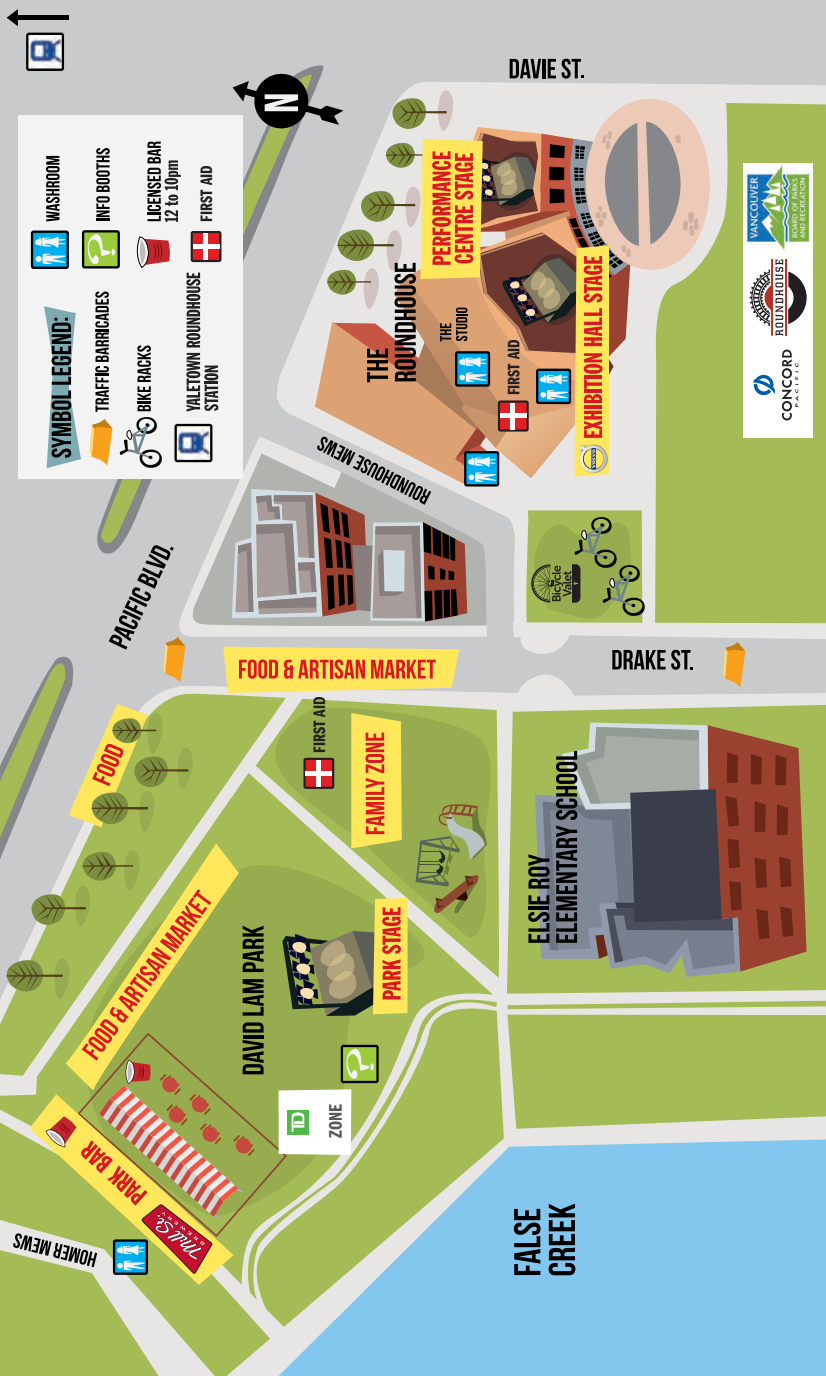 SYMBOL LEGEND:
TRAFFIC BARRICADES
BIKE RACKS
YALETOWN ROUNDHOUSE
STATION
WASHROOM
INFO BOOTHS
LICENSED BAR
12 to 10pm
FIRST AID
N
DAVIE ST.
PERFORMANCE
CENTRE STAGE
THE
ROUNDHOUSE
THE
STUDIO
FIRST AID
EXHIBITION HALL STAGE
ROUNDHOUSE MEWS
PACIFIC BLVD.
FOOD & ARTISAN MARKET
Bicycle
Valet
DRAKE ST.
FOOD
FIRST AID
FAMILY ZONE
ELSIE ROY
ELEMENTARY SCHOOL
FOOD & ARTISAN MARKET
DAVID LAM PARK
PARK STAGE
TD
ZONE
PARK BAR
Mill St.
BREWERY
HOMER MEWS
FALSE
CREEK
CONCORD
PACIFIC
ROUNDHOUSE
VANCOUVER
BOARD OF PARKS
AND RECREATION